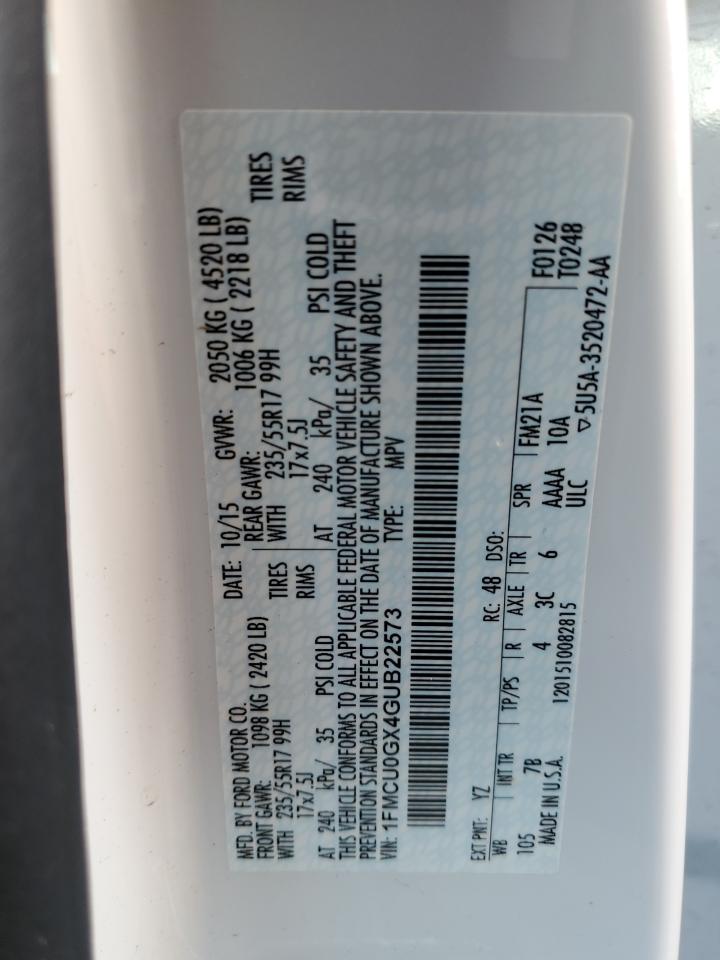 MFD. BY FORD MOTOR CO.
DATE: 10/15 GVWR: 2050 KG ( 4520 LB)
FRONT GAWR: 1098 KG ( 2420 LB) REAR GAWR: 1006 KG ( 2218 LB)
WITH 235/55R17 99H TIRES WITH 235/55R17 99H TIRES
17x7.5J RIMS 17x7.5J RIMS
AT 240 kPa/ 35 PSI COLD AT 240 kPa/ 35 PSI COLD
THIS VEHICLE CONFORMS TO ALL APPLICABLE FEDERAL MOTOR VEHICLE SAFETY AND THEFT
PREVENTION STANDARDS IN EFFECT ON THE DATE OF MANUFACTURE SHOWN ABOVE.
VIN: 1FMCU0GX4GUB22573 TYPE: MPV
EXT PNT: YZ RC: 48 DSO:
WB INT TR TP/PS R AXLE TR SPR FM21A F0126
105 7B 4 3C 6 AAAA 10A T0248
MADE IN U.S.A. 1201510082815 ULC ▽5U5A-3520472-AA